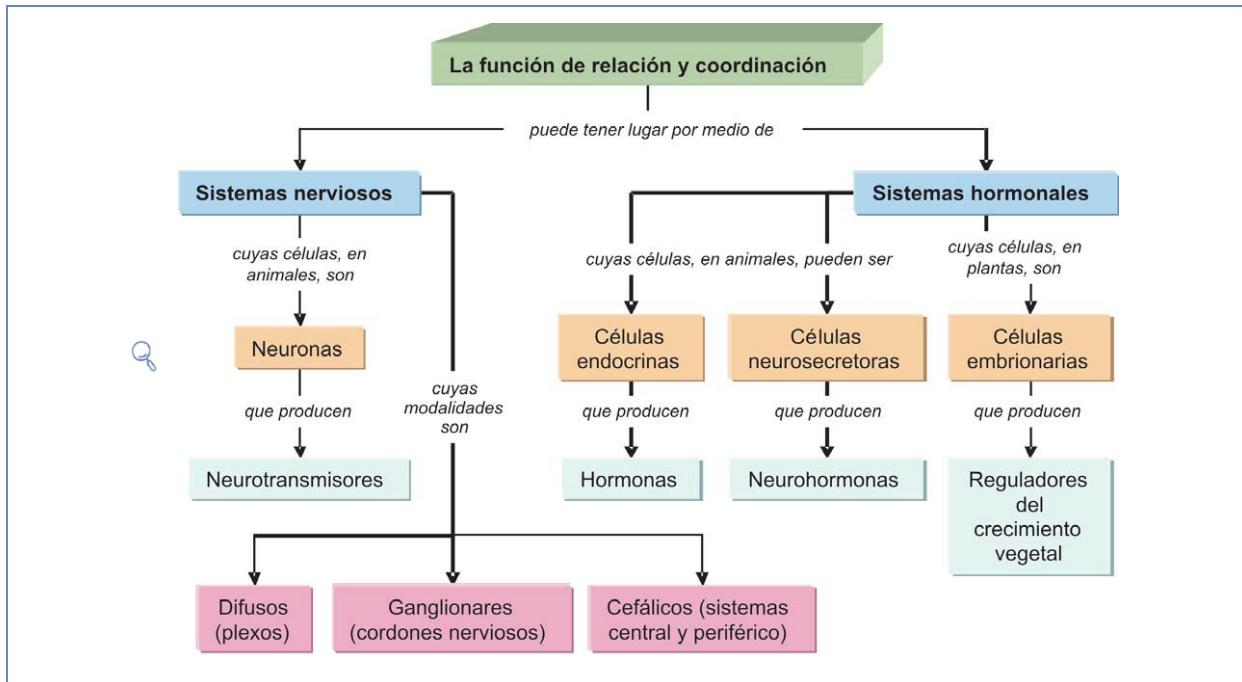 La función de relación y coordinación
puede tener lugar por medio de
Sistemas nerviosos
Sistemas hormonales
cuyas células, en
animales, son
cuyas células, en animales, pueden ser
cuyas células, en
plantas, son
Neuronas
Células
endocrinas
Células
neurosecretoras
Células
embrionarias
que producen
cuyas
modalidades
son
que producen
que producen
que producen
Neurotransmisores
Hormonas
Neurohormonas
Reguladores
del
crecimiento
vegetal
Difusos
(plexos)
Ganglionares
(cordones nerviosos)
Cefálicos (sistemas
central y periférico)